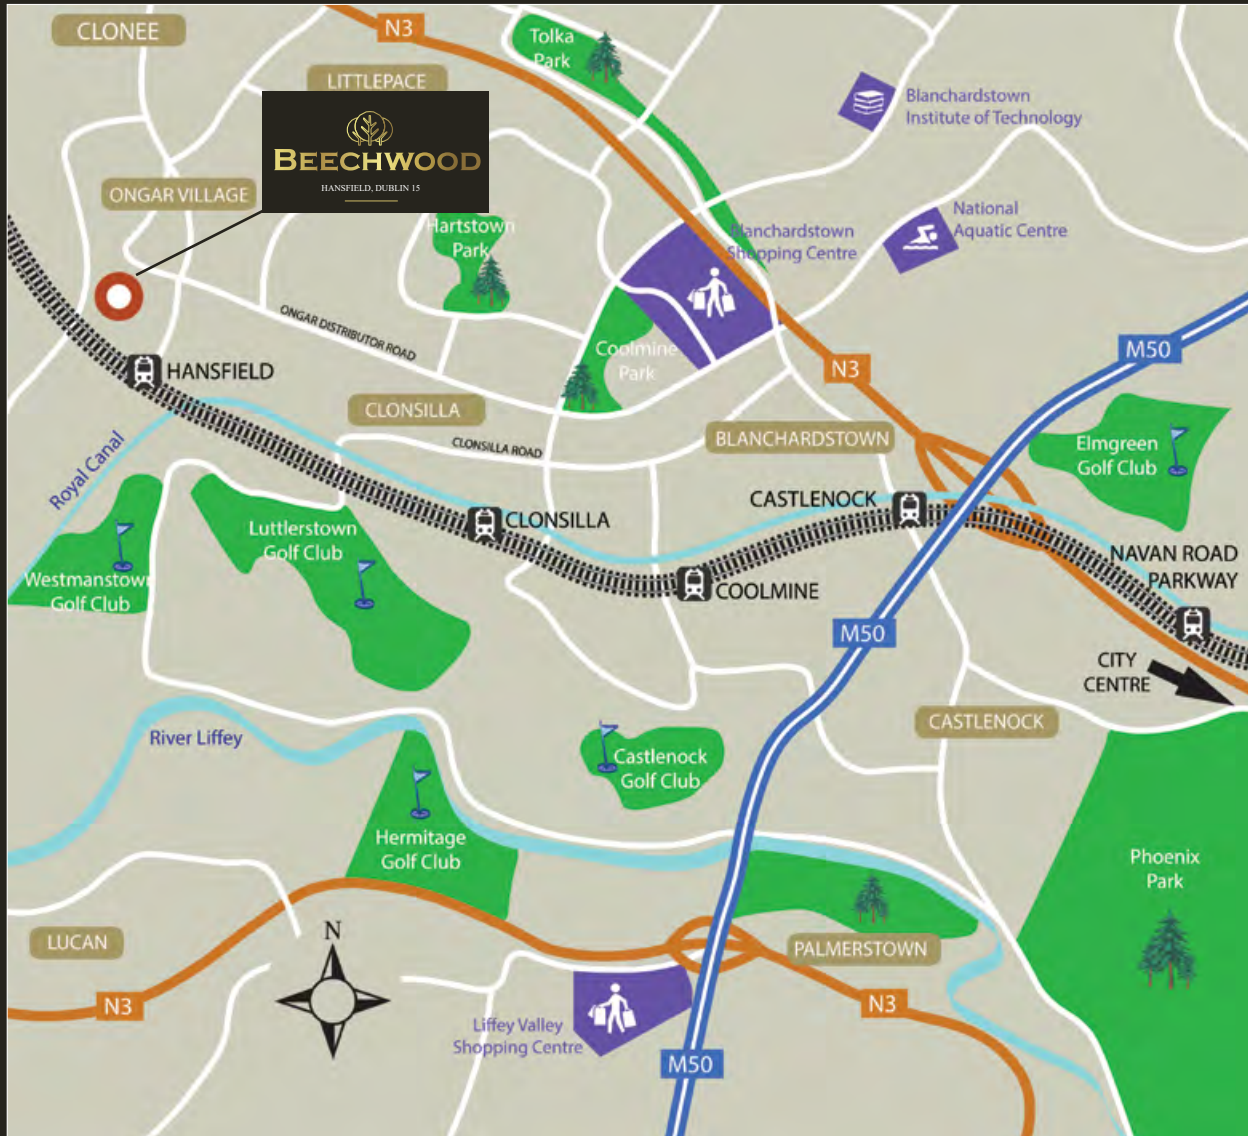 CLONEE
N3
Tolka
Park
LITTLEPACE
Blanchardstown
Institute of Technology
BEECHWOOD
HANSFIELD, DUBLIN 15
ONGAR VILLAGE
Hartstown
Park
Blanchardstown
Shopping Centre
National
Aquatic Centre
ONGAR DISTRIBUTOR ROAD
Coolmine
Park
M50
N3
HANSFIELD
CLONSILLA
CLONSILLA ROAD
BLANCHARDSTOWN
Elmgreen
Golf Club
Royal Canal
CASTLENOCK
CLONSILLA
Luttlerstown
Golf Club
NAVAN ROAD
PARKWAY
Westmanstown
Golf Club
COOLMINE
M50
CITY
CENTRE
CASTLENOCK
River Liffey
Castlenock
Golf Club
Hermitage
Golf Club
Phoenix
Park
LUCAN
N
PALMERSTOWN
N3
N3
Liffey Valley
Shopping Centre
M50